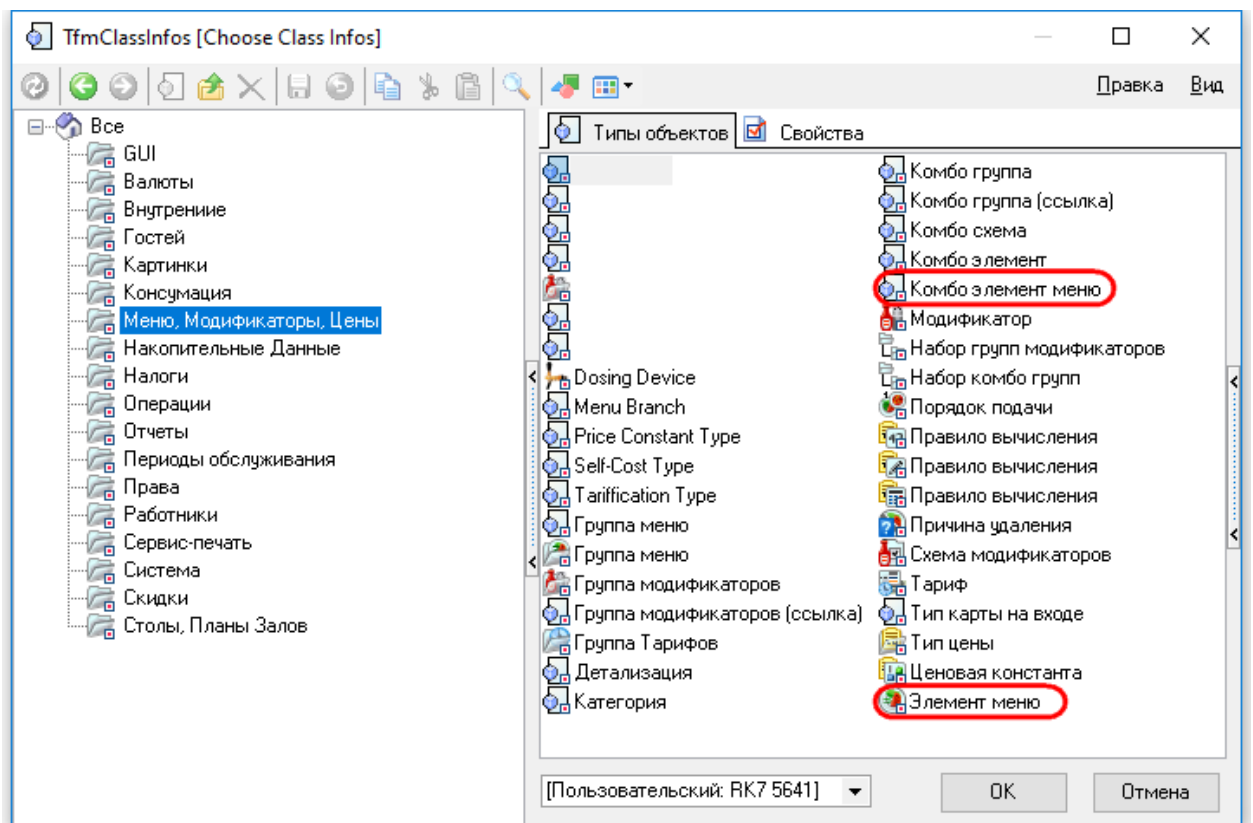 TfmClassInfos [Choose Class Infos]
Правка Вид
Все
GUI
Валюты
Внутренние
Гостей
Картинки
Консумация
Меню, Модификаторы, Цены
Накопительные Данные
Налоги
Операции
Отчеты
Периоды обслуживания
Права
Работники
Сервис-печать
Система
Скидки
Столы, Планы Залов
Типы объектов Свойства
Dosing Device
Menu Branch
Price Constant Type
Self-Cost Type
Tariffication Type
Группа меню
Группа меню
Группа модификаторов
Группа модификаторов (ссылка)
Группа Тарифов
Детализация
Категория
Комбо группа
Комбо группа (ссылка)
Комбо схема
Комбо элемент
Комбо элемент меню
Модификатор
Набор групп модификаторов
Набор комбо групп
Порядок подачи
Правило вычисления
Правило вычисления
Правило вычисления
Причина удаления
Схема модификаторов
Тариф
Тип карты на входе
Тип цены
Ценовая константа
Элемент меню
[Пользовательский: RK7 5641]
OK
Отмена